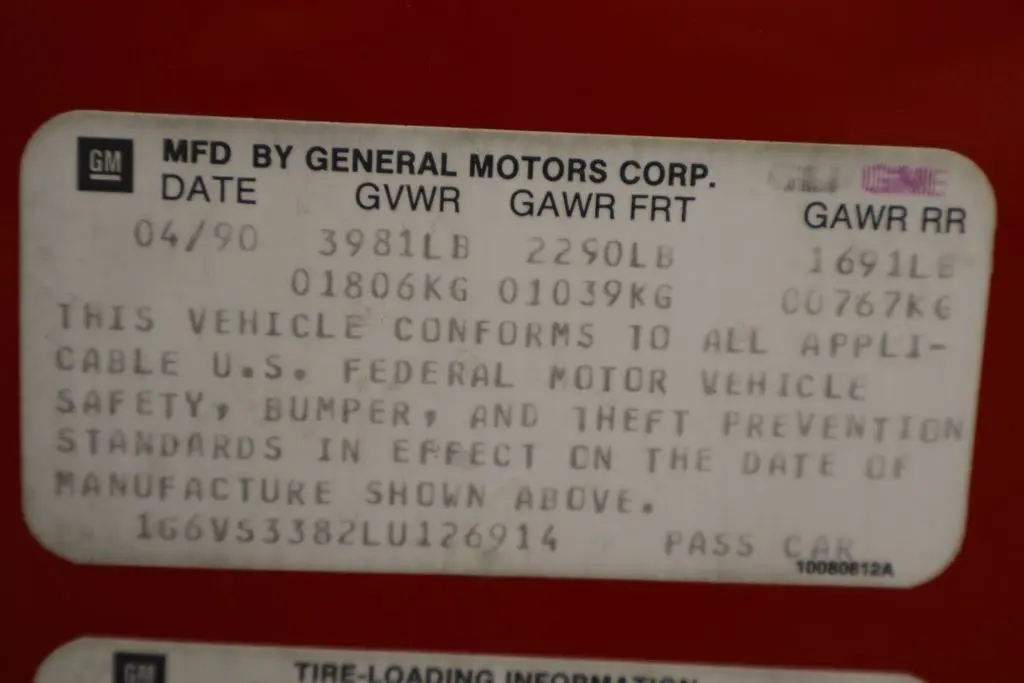 GM MFD BY GENERAL MOTORS CORP.
DATE GVWR GAWR FRT GAWR RR
04/90 3981LB 2290LB 1691LB
01806KG 01039KG 00767KG
THIS VEHICLE CONFORMS TO ALL APPLI-
CABLE U.S. FEDERAL MOTOR VEHICLE
SAFETY, BUMPER, AND THEFT PREVENTION
STANDARDS IN EFFECT ON THE DATE OF
MANUFACTURE SHOWN ABOVE.
1G6VS3382LU126914 PASS CAR
10080812A
GM TIRE-LOADING INFORMATION